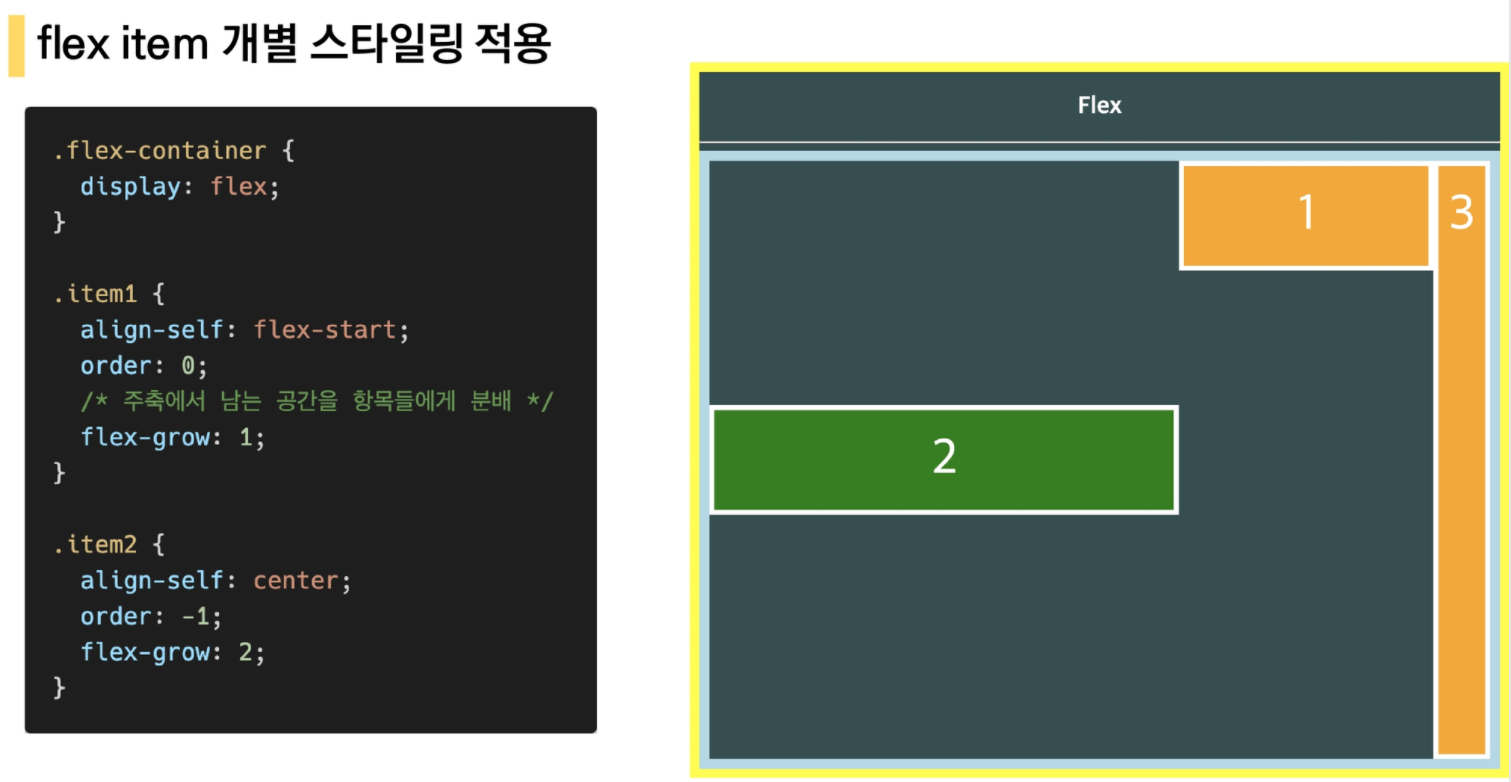 flex item 개별 스타일링 적용
.flex-container {
  display: flex;
}
.item1 {
  align-self: flex-start;
  order: 0;
  /* 주축에서 남는 공간을 항목들에게 분배 */
  flex-grow: 1;
}
.item2 {
  align-self: center;
  order: -1;
  flex-grow: 2;
}
Flex
1
3
2